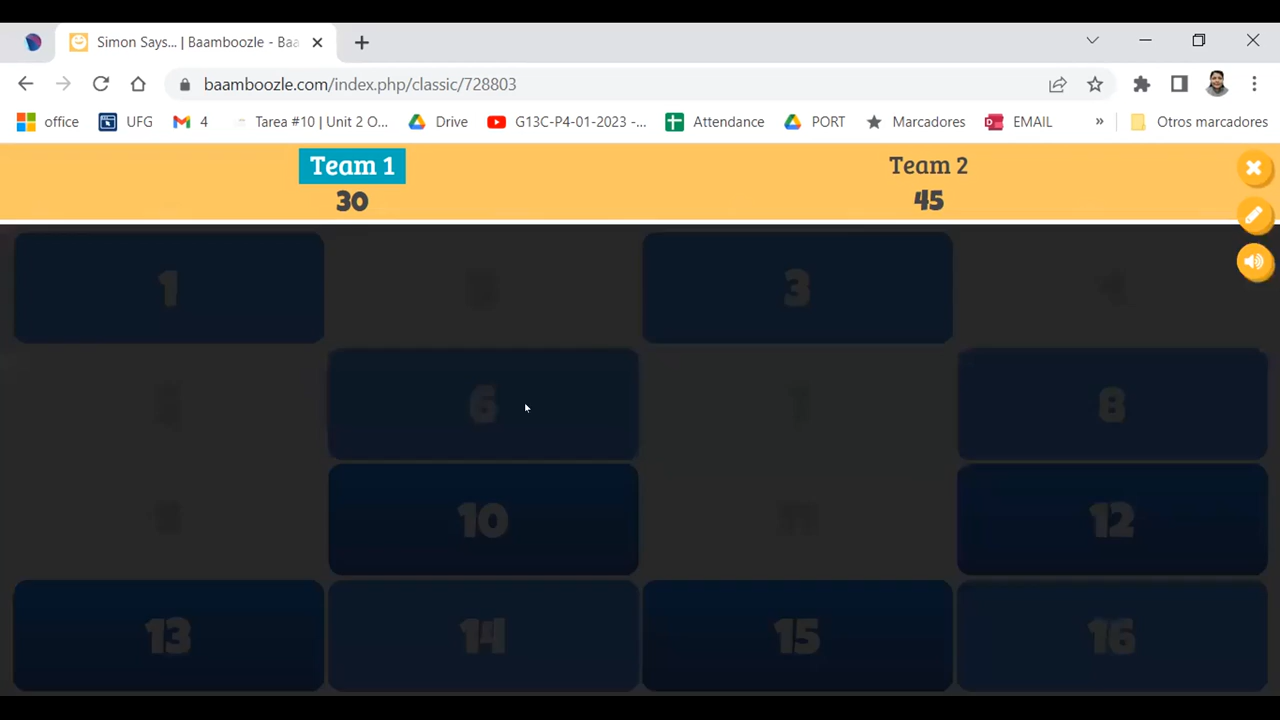 Simon Says... | Baamboozle - Baa
baamboozle.com/index.php/classic/728803
office UFG 4 Tarea #10 | Unit 2 O... Drive G13C-P4-01-2023 -... Attendance PORT Marcadores EMAIL » Otros marcadores
Team 1 Team 2
30 45
1 3
6 8
10 12
13 14 15 16